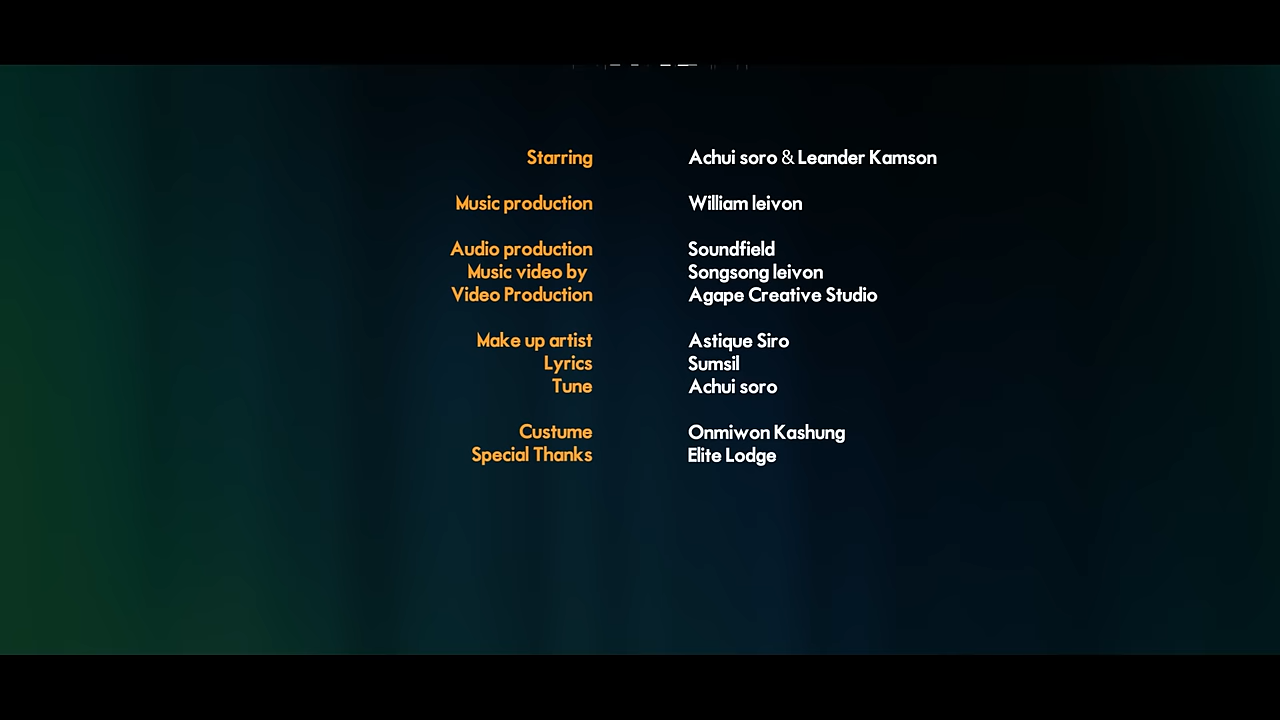 Starring Achui soro & Leander Kamson
Music production William leivon
Audio production Soundfield
Music video by Songsong leivon
Video Production Agape Creative Studio
Make up artist Astique Siro
Lyrics Sumsil
Tune Achui soro
Custume Onmiwon Kashung
Special Thanks Elite Lodge